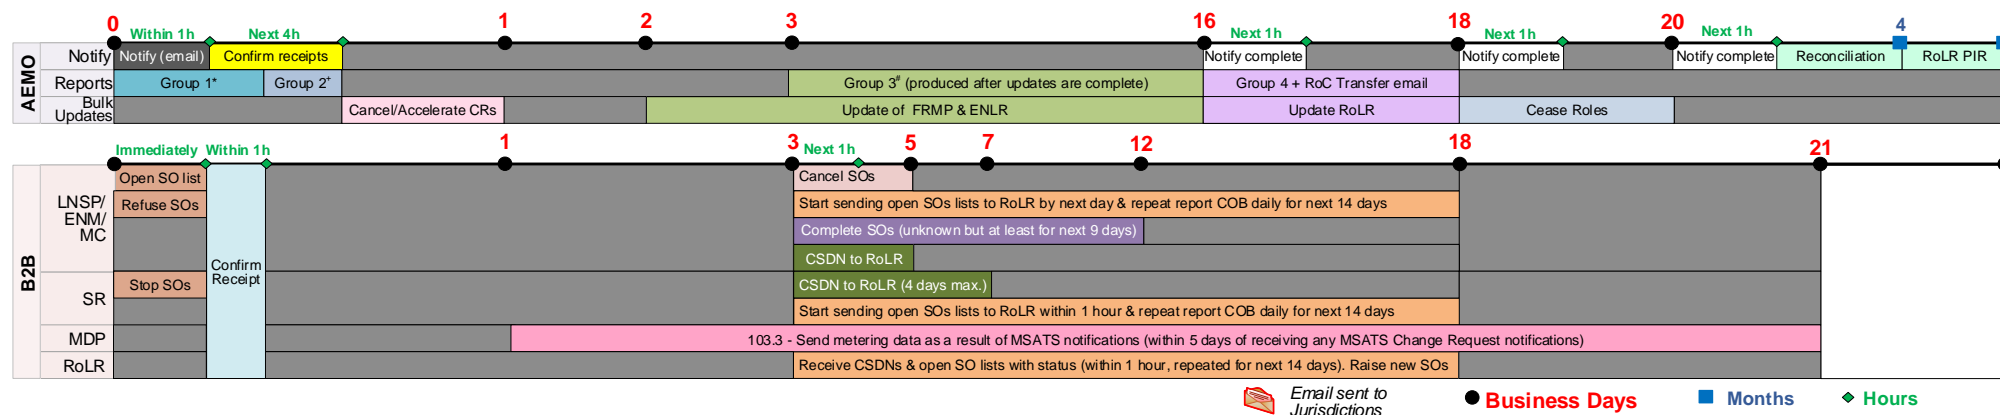 0 1 2 3 16 18 20 4
Within 1h Next 4h Next 1h Next 1h Next 1h
AEMO
Notify Notify (email) Confirm receipts Notify complete Notify complete Notify complete Reconciliation RoLR PIR
Reports Group 1* Group 2+ Group 3# (produced after updates are complete) Group 4 + RoC Transfer email
Bulk
Updates Cancel/Accelerate CRs Update of FRMP & ENLR Update RoLR Cease Roles
1 3 5 7 12 18 21
Immediately Within 1h Next 1h
B2B
LNSP/
ENM/
MC
Open SO list Cancel SOs
Refuse SOs Start sending open SOs lists to RoLR by next day & repeat report COB daily for next 14 days
Complete SOs (unknown but at least for next 9 days)
CSDN to RoLR
Confirm
Receipt
SR
Stop SOs CSDN to RoLR (4 days max.)
Start sending open SOs lists to RoLR within 1 hour & repeat report COB daily for next 14 days
MDP 103.3 - Send metering data as a result of MSATS notifications (within 5 days of receiving any MSATS Change Request notifications)
RoLR Receive CSDNs & open SO lists with status (within 1 hour, repeated for next 14 days). Raise new SOs
Email sent to
Jurisdictions
Business Days Months Hours